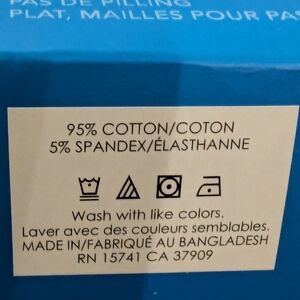 PAS DE PILLING
PLAT, MAILLES POUR PAS
95% COTTON/COTON
5% SPANDEX/ÉLASTHANNE
Wash with like colors.
Laver avec des couleurs semblables.
MADE IN/FABRIQUÉ AU BANGLADESH
RN 15741 CA 37909